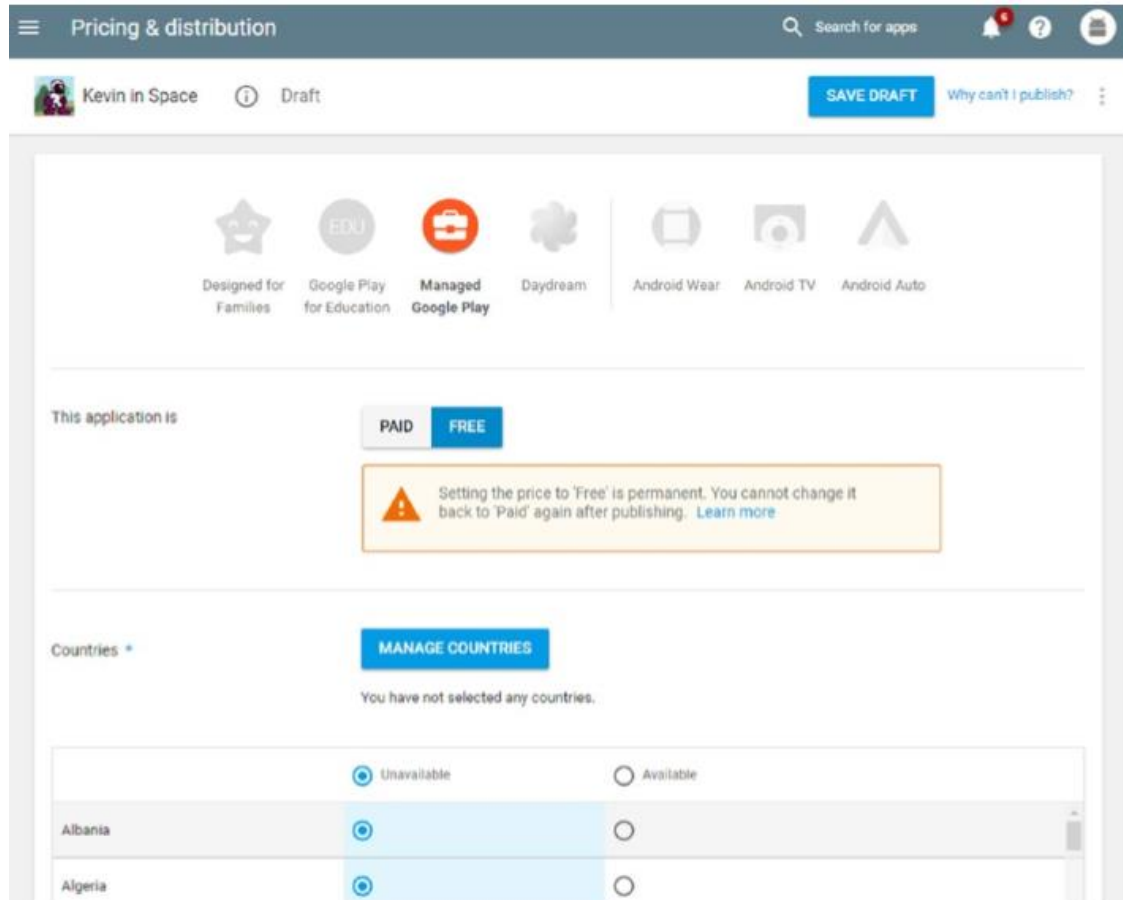 Pricing & distribution
Search for apps
6
?
Kevin in Space
Draft
SAVE DRAFT
Why can't I publish?
EDU
Designed for
Families
Google Play
for Education
Managed
Google Play
Daydream
Android Wear
Android TV
Android Auto
This application is
PAID
FREE
Setting the price to 'Free' is permanent. You cannot change it
back to 'Paid' again after publishing. Learn more
Countries *
MANAGE COUNTRIES
You have not selected any countries.
Unavailable
Available
Albania
Algeria